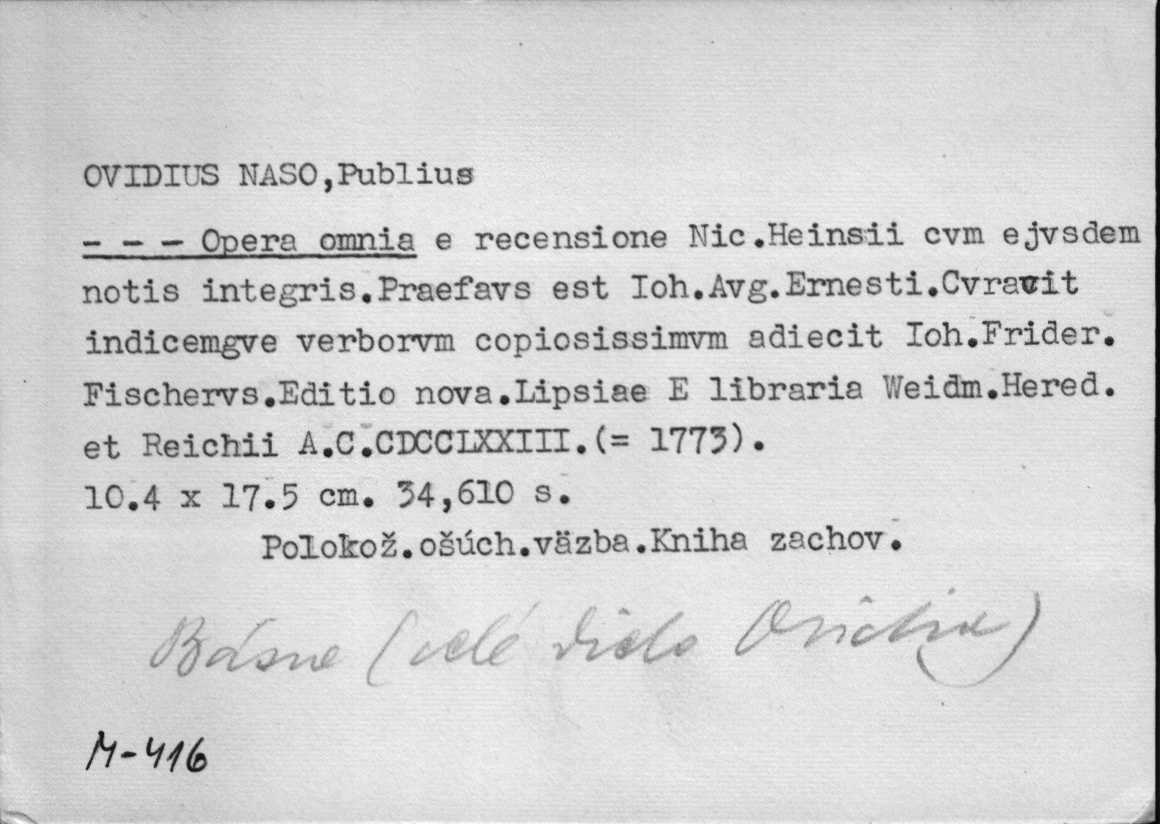 OVIDIUS NASO,Publius
- - - Opera omnia e recensione Nic.Heinsii cvm ejvsdem
notis integris.Praefavs est Ioh.Avg.Ernesti.Cvravit
indicemgve verborvm copiosissimvm adiecit Ioh.Frider.
Fischervs.Editio nova.Lipsiae E libraria Weidm.Hered.
et Reichii A.C.CDCCLXXIII.(= 1773).
10.4 x 17.5 cm. 34,610 s.
Polokož.ošúch.väzba.Kniha zachov.
Básne (celé dielo Ovidia)
M-416